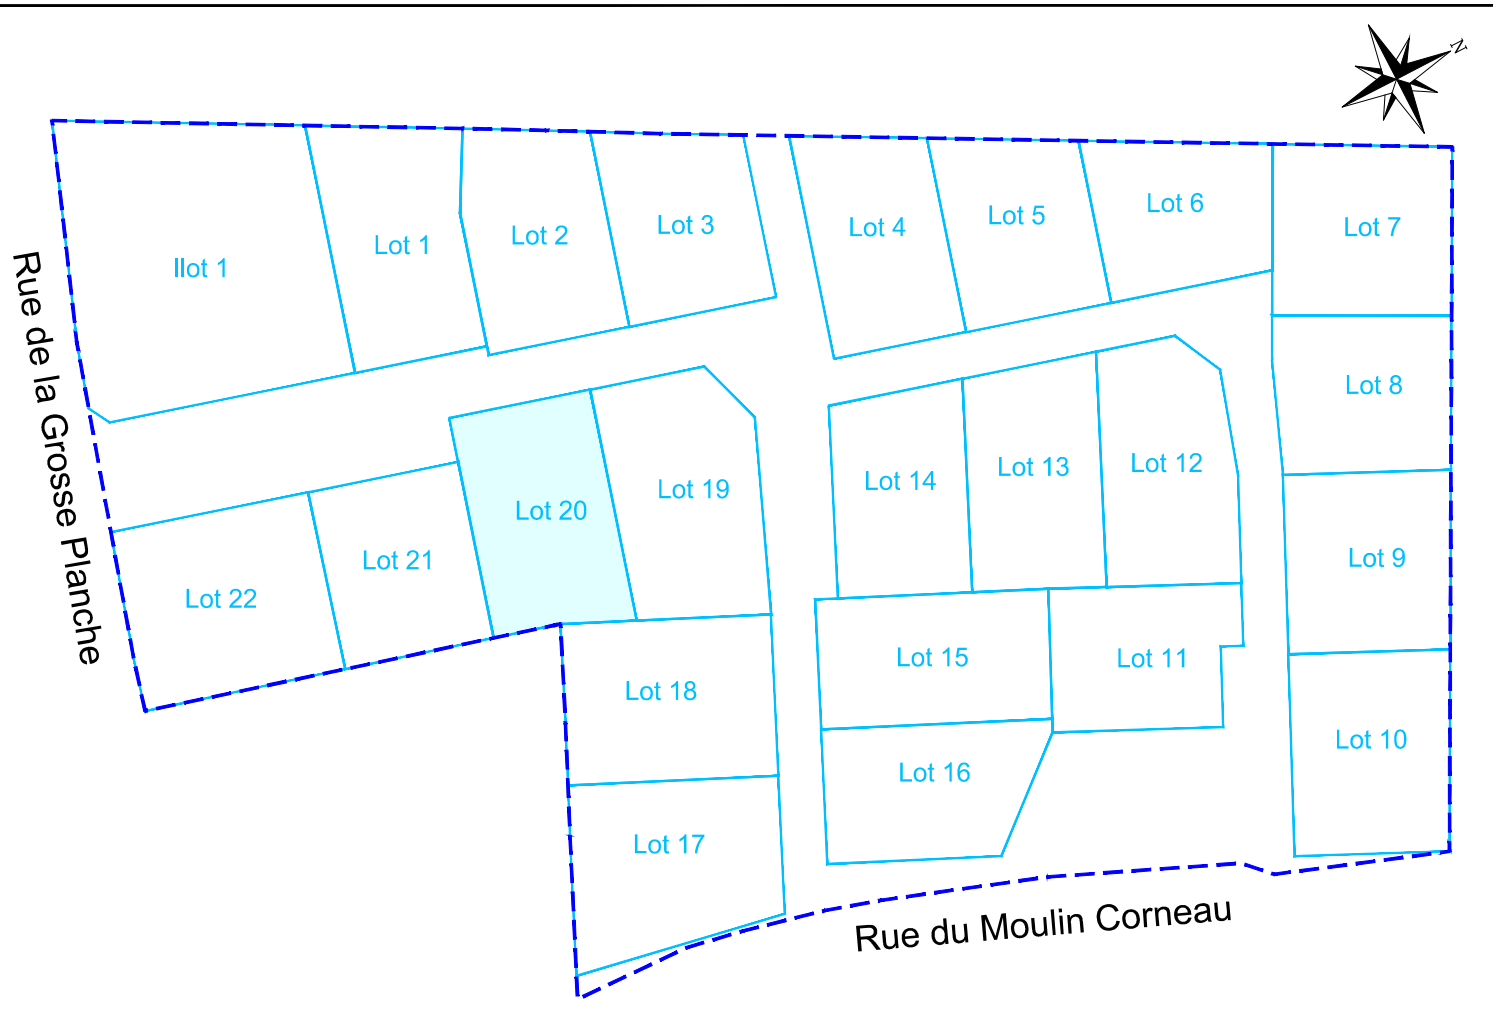 N
Ilot 1
Lot 1
Lot 2
Lot 3
Lot 4
Lot 5
Lot 6
Lot 7
Lot 8
Lot 9
Lot 10
Lot 11
Lot 12
Lot 13
Lot 14
Lot 15
Lot 16
Lot 17
Lot 18
Lot 19
Lot 20
Lot 21
Lot 22
Rue de la Grosse Planche
Rue du Moulin Corneau